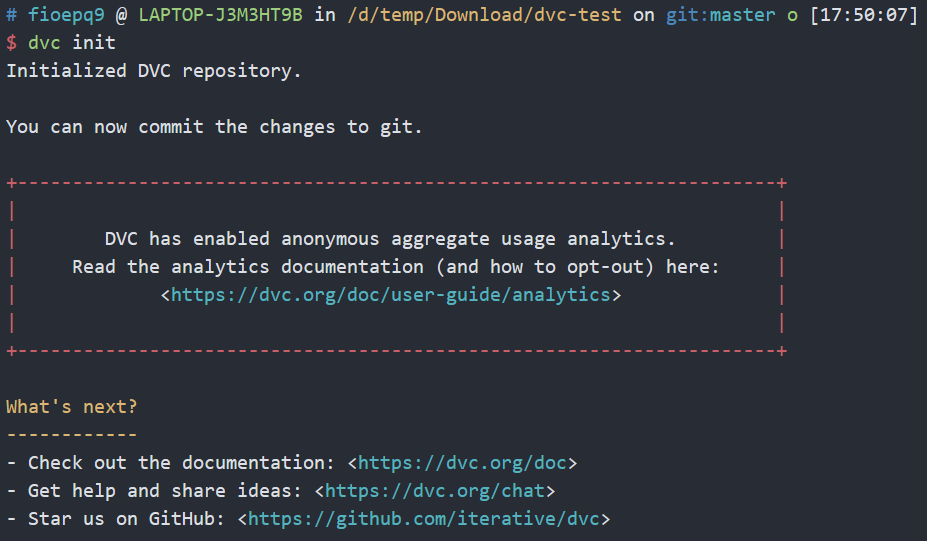 # fioepq9 @ LAPTOP-J3M3HT9B in /d/temp/Download/dvc-test on git:master o [17:50:07]
$ dvc init
Initialized DVC repository.
You can now commit the changes to git.
+---------------------------------------------------------------------+
|                                                                     |
|        DVC has enabled anonymous aggregate usage analytics.         |
|     Read the analytics documentation (and how to opt-out) here:     |
|             <https://dvc.org/doc/user-guide/analytics>              |
|                                                                     |
+---------------------------------------------------------------------+
What's next?
------------
- Check out the documentation: <https://dvc.org/doc>
- Get help and share ideas: <https://dvc.org/chat>
- Star us on GitHub: <https://github.com/iterative/dvc>